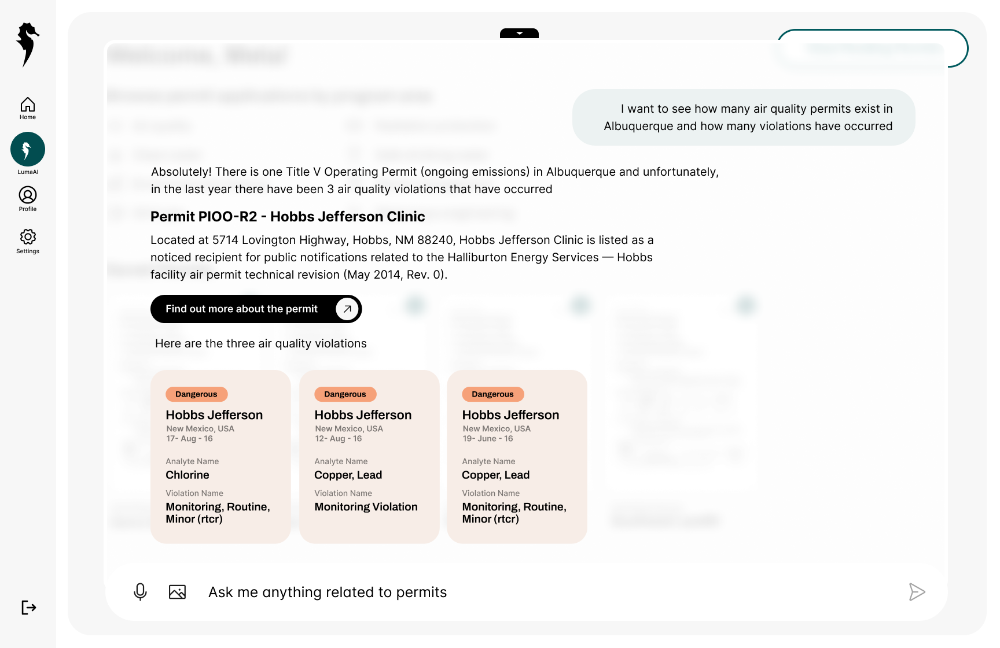 Home
LumaAI
Profile
Settings
I want to see how many air quality permits exist in
Albuquerque and how many violations have occurred
Absolutely! There is one Title V Operating Permit (ongoing emissions) in Albuquerque and unfortunately,
in the last year there have been 3 air quality violations that have occurred
Permit PIOO-R2 - Hobbs Jefferson Clinic
Located at 5714 Lovington Highway, Hobbs, NM 88240, Hobbs Jefferson Clinic is listed as a
noticed recipient for public notifications related to the Halliburton Energy Services — Hobbs
facility air permit technical revision (May 2014, Rev. 0).
Find out more about the permit
Here are the three air quality violations
Dangerous
Hobbs Jefferson
New Mexico, USA
17- Aug - 16
Analyte Name
Chlorine
Violation Name
Monitoring, Routine,
Minor (rtcr)
Dangerous
Hobbs Jefferson
New Mexico, USA
12- Aug - 16
Analyte Name
Copper, Lead
Violation Name
Monitoring Violation
Dangerous
Hobbs Jefferson
New Mexico, USA
19- June - 16
Analyte Name
Copper, Lead
Violation Name
Monitoring, Routine,
Minor (rtcr)
Ask me anything related to permits